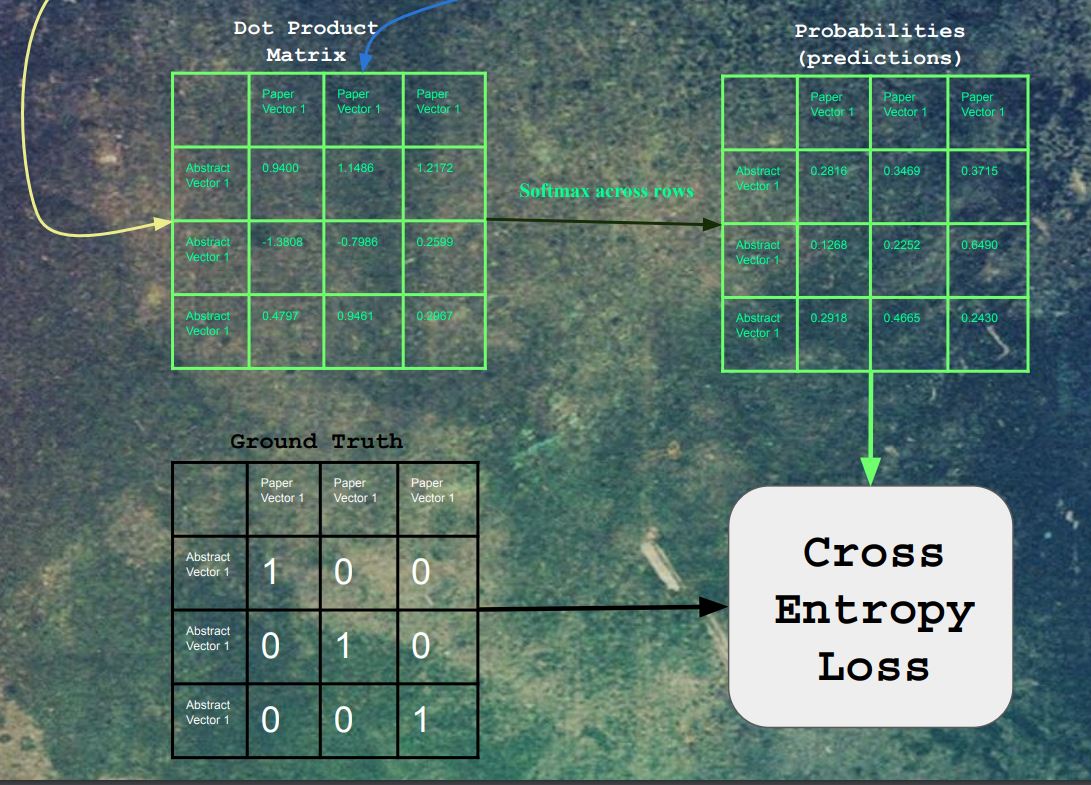 Dot Product
Matrix
Paper
Vector 1
Paper
Vector 1
Paper
Vector 1
Abstract
Vector 1
0.9400
1.1486
1.2172
Abstract
Vector 1
-1.3808
-0.7986
0.2599
Abstract
Vector 1
0.4797
0.9461
0.2967
Softmax across rows
Probabilities
(predictions)
Paper
Vector 1
Paper
Vector 1
Paper
Vector 1
Abstract
Vector 1
0.2816
0.3469
0.3715
Abstract
Vector 1
0.1268
0.2252
0.6490
Abstract
Vector 1
0.2918
0.4665
0.2430
Ground Truth
Paper
Vector 1
Paper
Vector 1
Paper
Vector 1
Abstract
Vector 1
1
0
0
Abstract
Vector 1
0
1
0
Abstract
Vector 1
0
0
1
Cross
Entropy
Loss